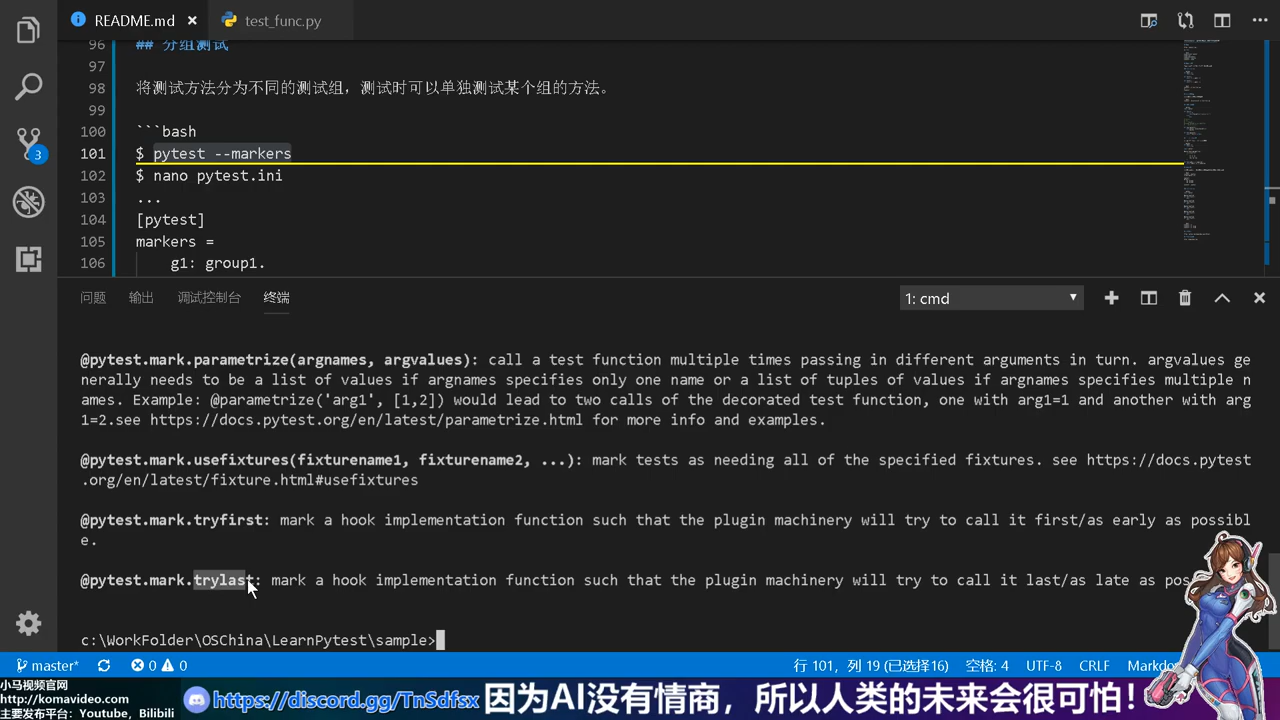 README.md
test_func.py
96 ## 分组测试
97
98 将测试方法分为不同的测试组，测试时可以单独测试某个组的方法。
99
100 ```bash
101 $ pytest --markers
102 $ nano pytest.ini
103 ...
104 [pytest]
105 markers =
106 g1: group1.
3
问题 输出 调试控制台 终端
1: cmd
@pytest.mark.parametrize(argnames, argvalues): call a test function multiple times passing in different arguments in turn. argvalues ge
nerally needs to be a list of values if argnames specifies only one name or a list of tuples of values if argnames specifies multiple n
ames. Example: @parametrize('arg1', [1,2]) would lead to two calls of the decorated test function, one with arg1=1 and another with arg
1=2.see https://docs.pytest.org/en/latest/parametrize.html for more info and examples.
@pytest.mark.usefixtures(fixturename1, fixturename2, ...): mark tests as needing all of the specified fixtures. see https://docs.pytest
.org/en/latest/fixture.html#usefixtures
@pytest.mark.tryfirst: mark a hook implementation function such that the plugin machinery will try to call it first/as early as possibl
e.
@pytest.mark.trylast: mark a hook implementation function such that the plugin machinery will try to call it last/as late as
c:\WorkFolder\OSChina\LearnPytest\sample>
master* 0 0 行 101，列 19 (已选择16) 空格: 4 UTF-8 CRLF
小马视频官网
http://komavideo.com
主要发布平台：Youtube，Bilibili
https://discord.gg/TnSdfsx 因为AI没有情商，所以人类的未来会很可怕！